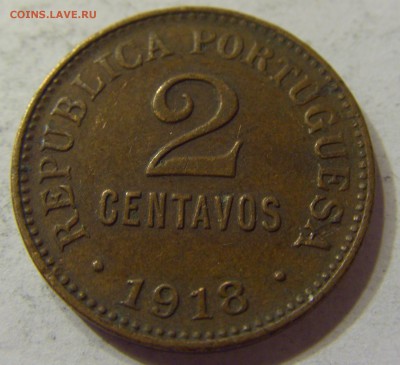 COINS.LAVE.RU
REPUBLICA PORTUGUESA
2
CENTAVOS
• 1918 •